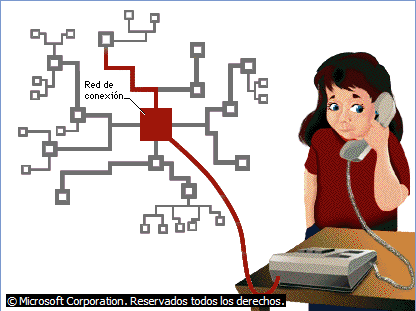 Red de
conexión
© Microsoft Corporation. Reservados todos los derechos.